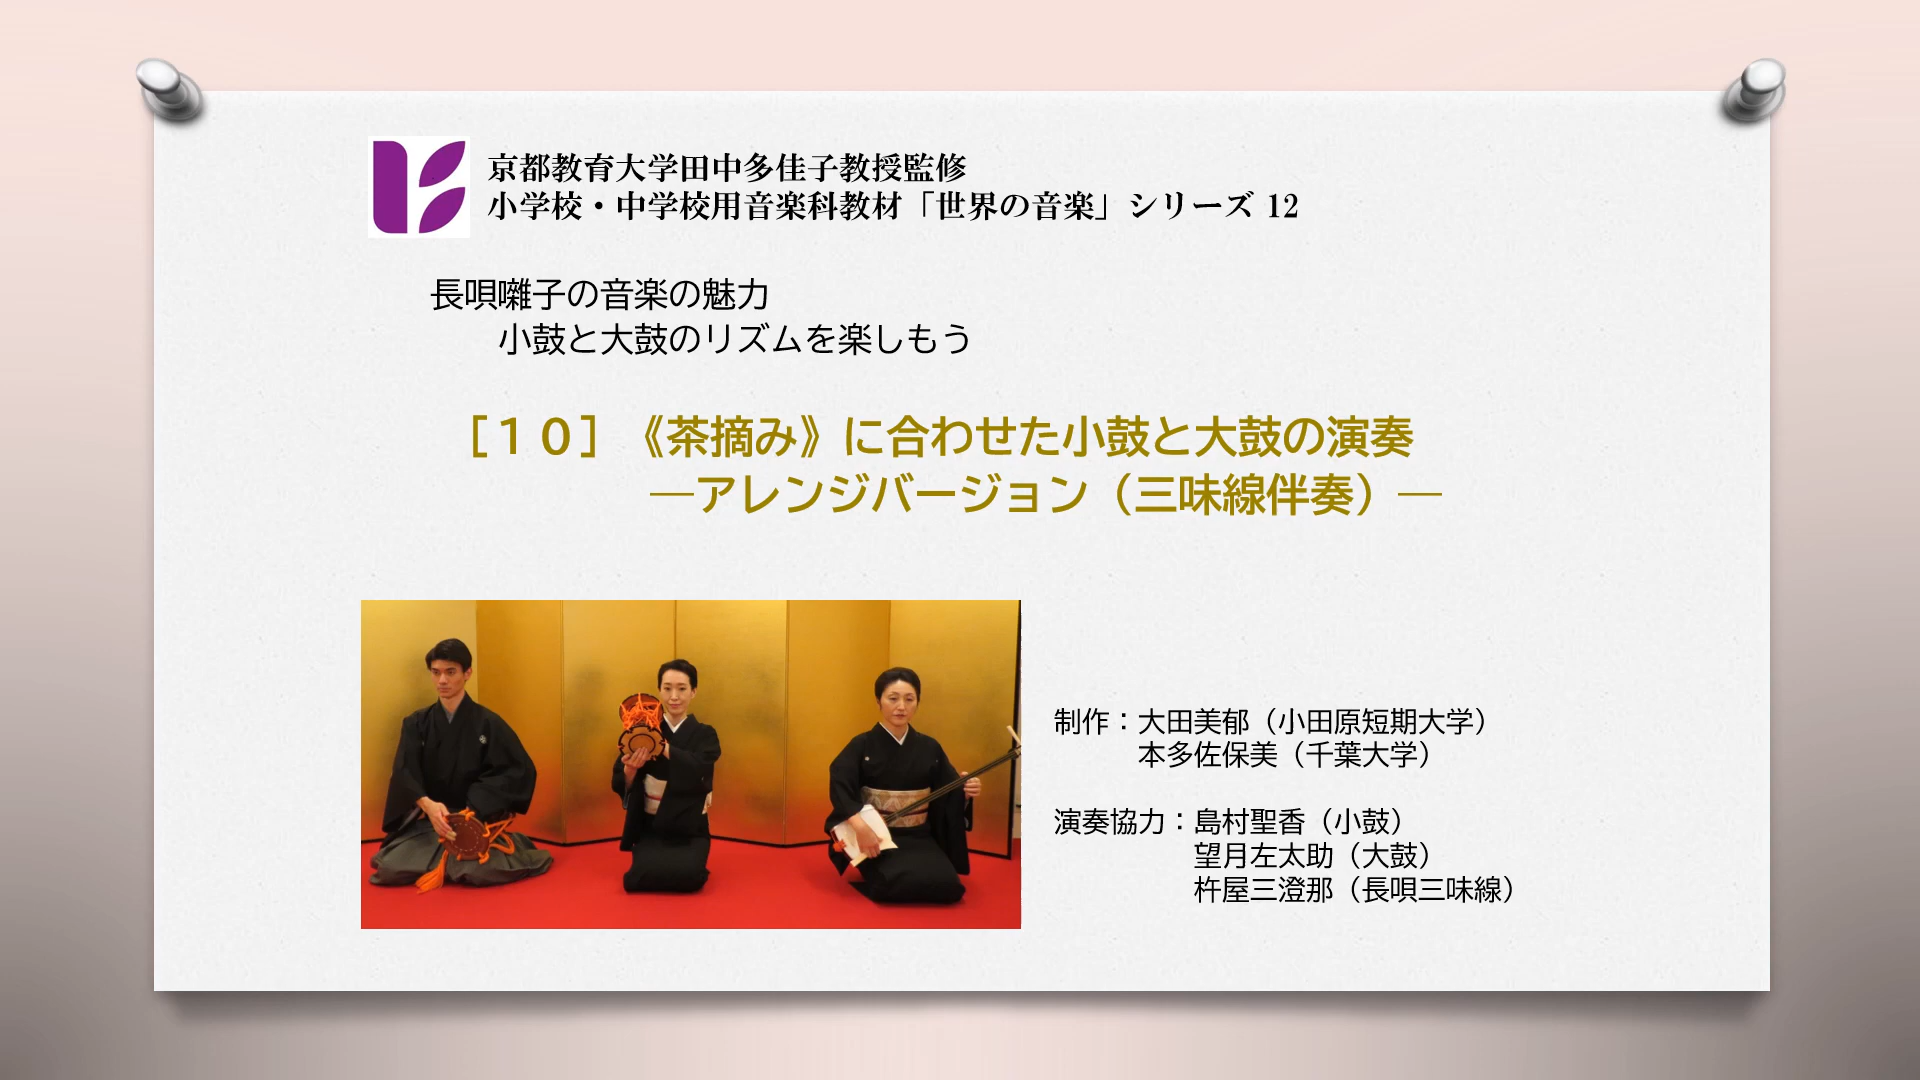 京都教育大学田中多佳子教授監修
小学校・中学校用音楽科教材「世界の音楽」シリーズ 12
長唄囃子の音楽の魅力
小鼓と大鼓のリズムを楽しもう
［１０］《茶摘み》に合わせた小鼓と大鼓の演奏
―アレンジバージョン（三味線伴奏）―
制作：大田美郁（小田原短期大学）
本多佐保美（千葉大学）
演奏協力：島村聖香（小鼓）
望月左太助（大鼓）
杵屋三澄那（長唄三味線）